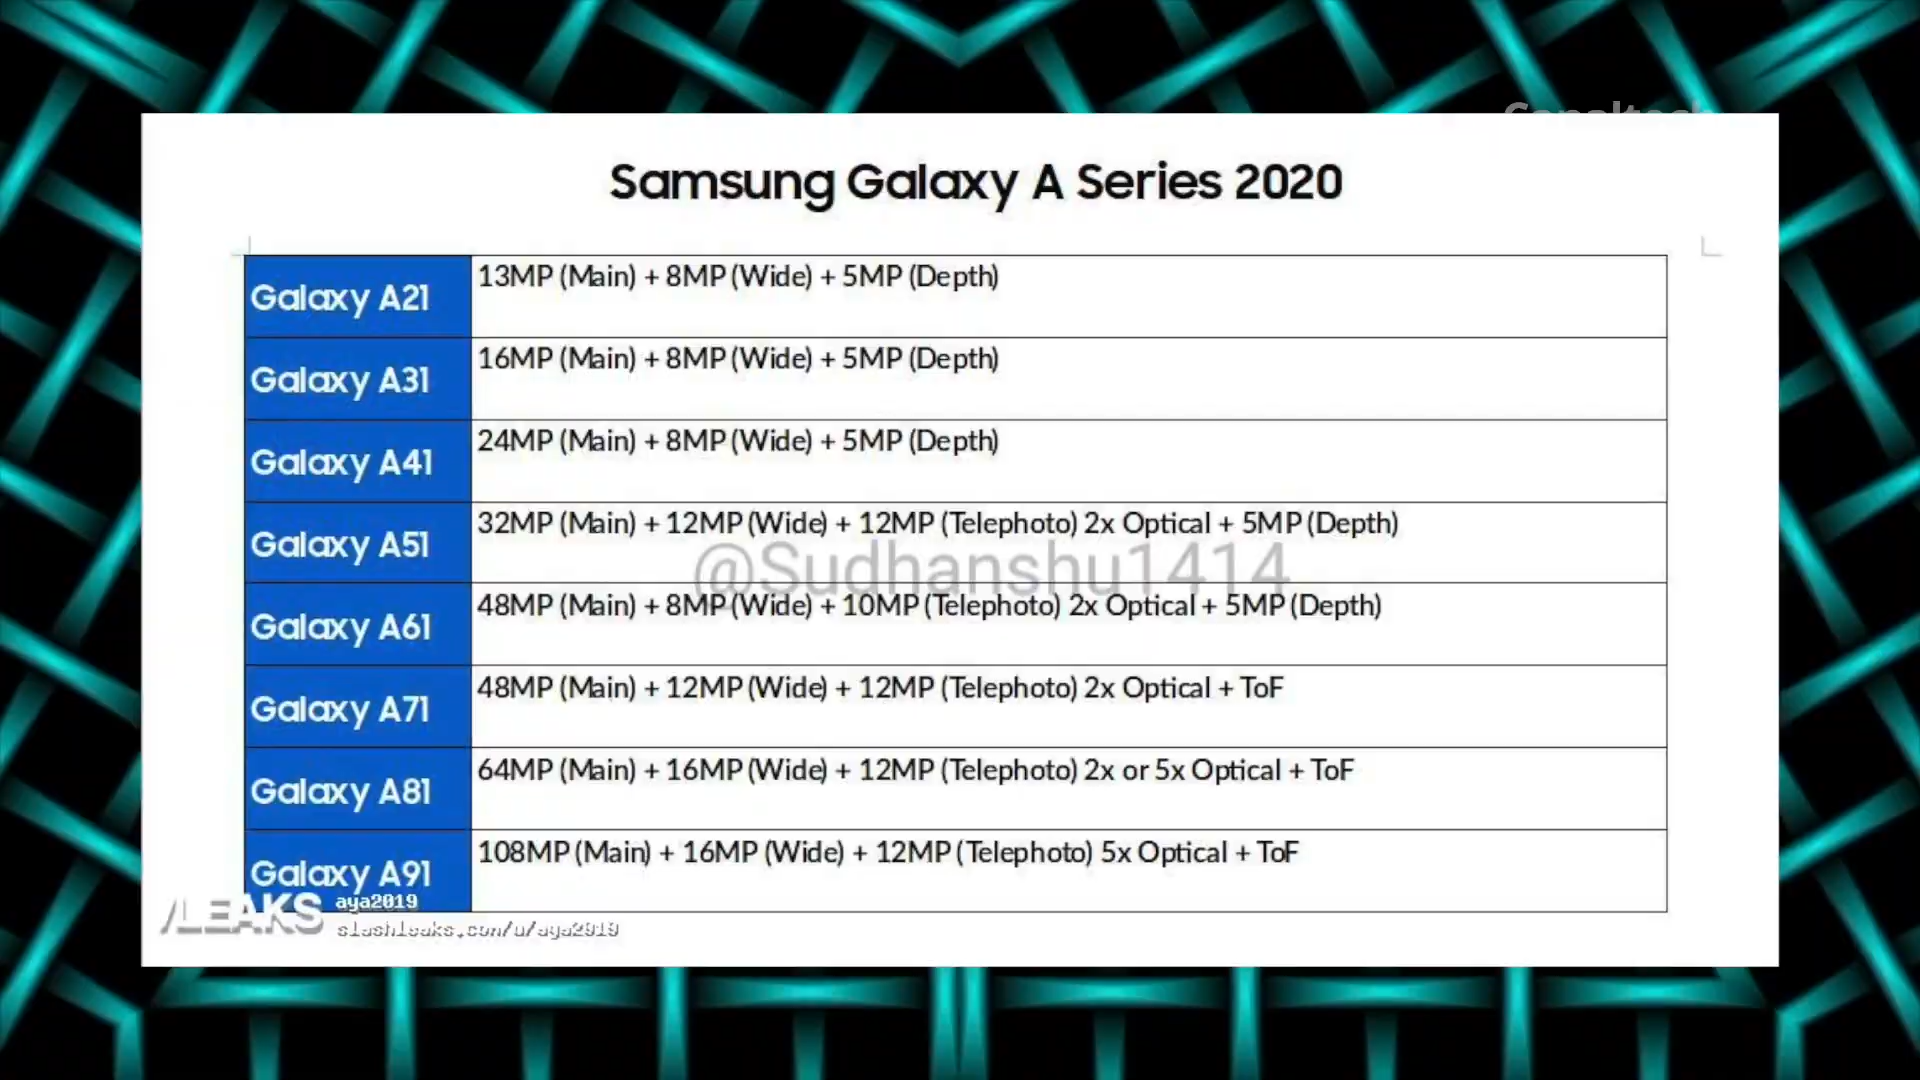 Canaltech
Samsung Galaxy A Series 2020
Galaxy A21
13MP (Main) + 8MP (Wide) + 5MP (Depth)
Galaxy A31
16MP (Main) + 8MP (Wide) + 5MP (Depth)
Galaxy A41
24MP (Main) + 8MP (Wide) + 5MP (Depth)
Galaxy A51
32MP (Main) + 12MP (Wide) + 12MP (Telephoto) 2x Optical + 5MP (Depth)
@Sudhanshu1414
Galaxy A61
48MP (Main) + 8MP (Wide) + 10MP (Telephoto) 2x Optical + 5MP (Depth)
Galaxy A71
48MP (Main) + 12MP (Wide) + 12MP (Telephoto) 2x Optical + ToF
Galaxy A81
64MP (Main) + 16MP (Wide) + 12MP (Telephoto) 2x or 5x Optical + ToF
Galaxy A91
108MP (Main) + 16MP (Wide) + 12MP (Telephoto) 5x Optical + ToF
/LEAKS
aya2019
slashleaks.com/u/aya2019